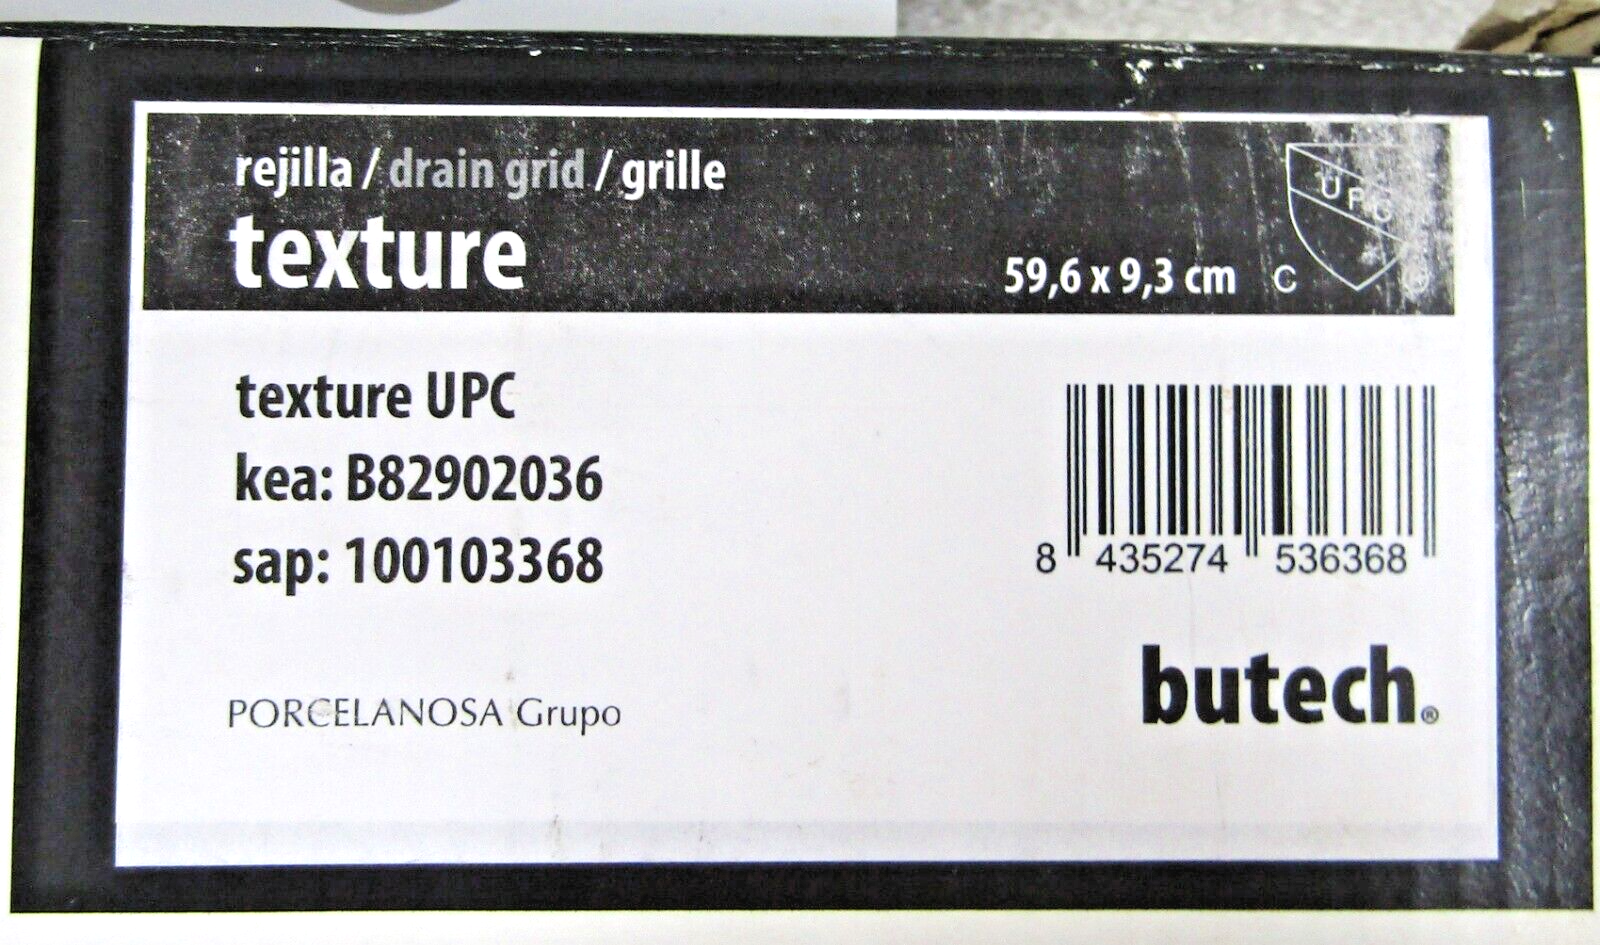 rejilla / drain grid / grille
texture
59,6 x 9,3 cm
C UPC ®
texture UPC
kea: B82902036
sap: 100103368
8 435274 536368
PORCELANOSA Grupo
butech®